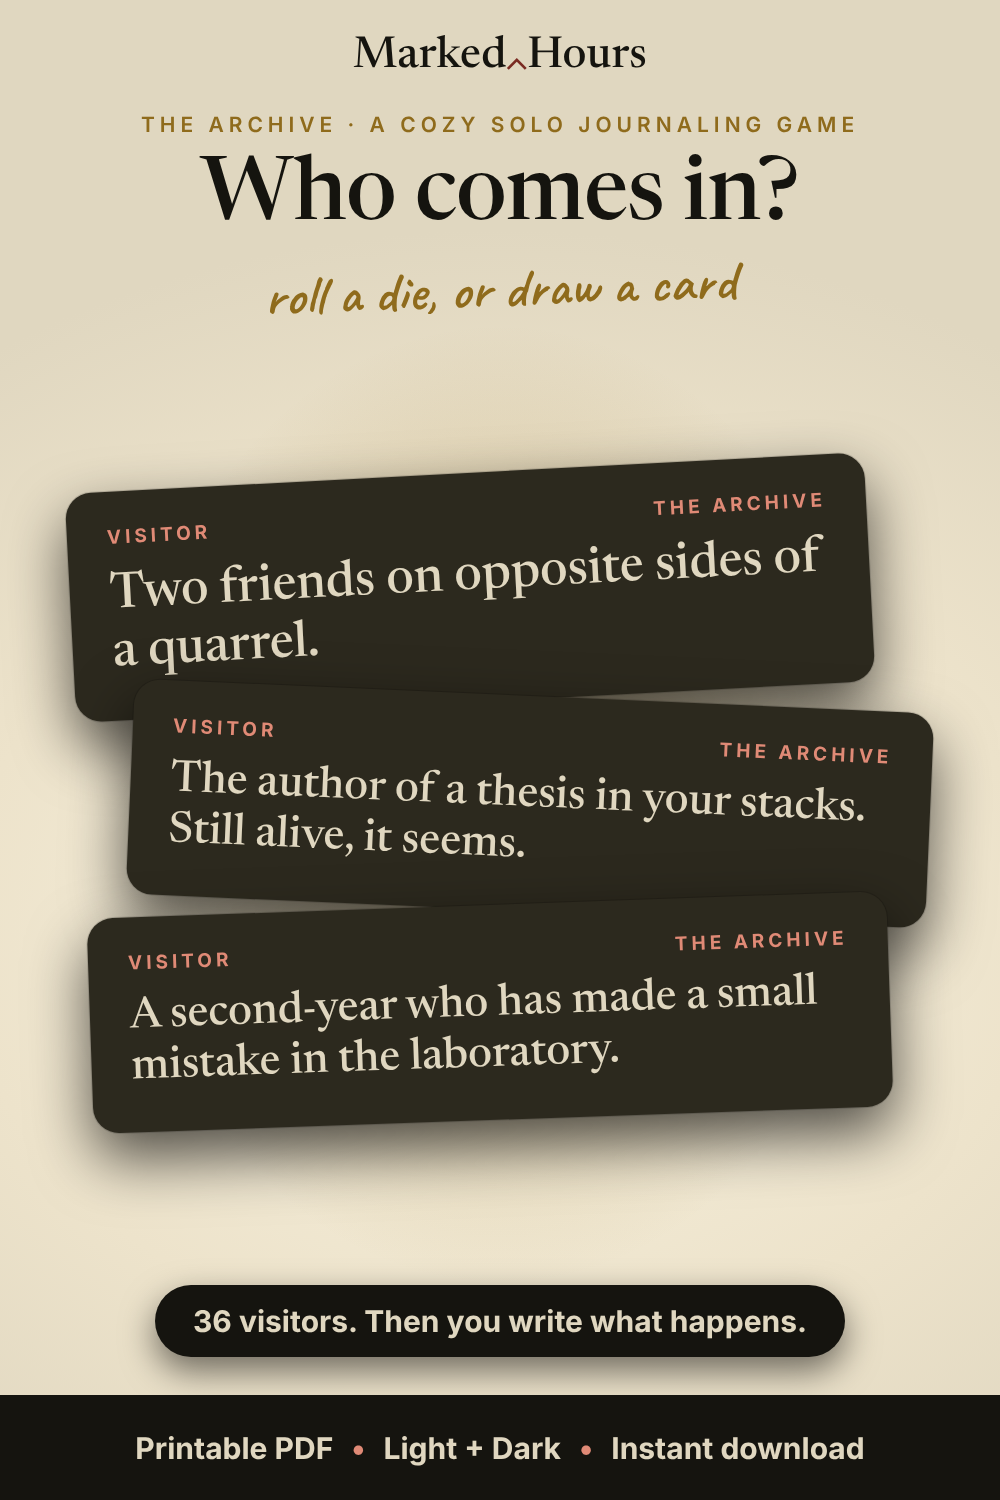 Marked‸Hours
THE ARCHIVE · A COZY SOLO JOURNALING GAME
Who comes in?
roll a die, or draw a card
VISITOR
THE ARCHIVE
Two friends on opposite sides of
a quarrel.
VISITOR
THE ARCHIVE
The author of a thesis in your stacks.
Still alive, it seems.
VISITOR
THE ARCHIVE
A second-year who has made a small
mistake in the laboratory.
36 visitors. Then you write what happens.
Printable PDF • Light + Dark • Instant download